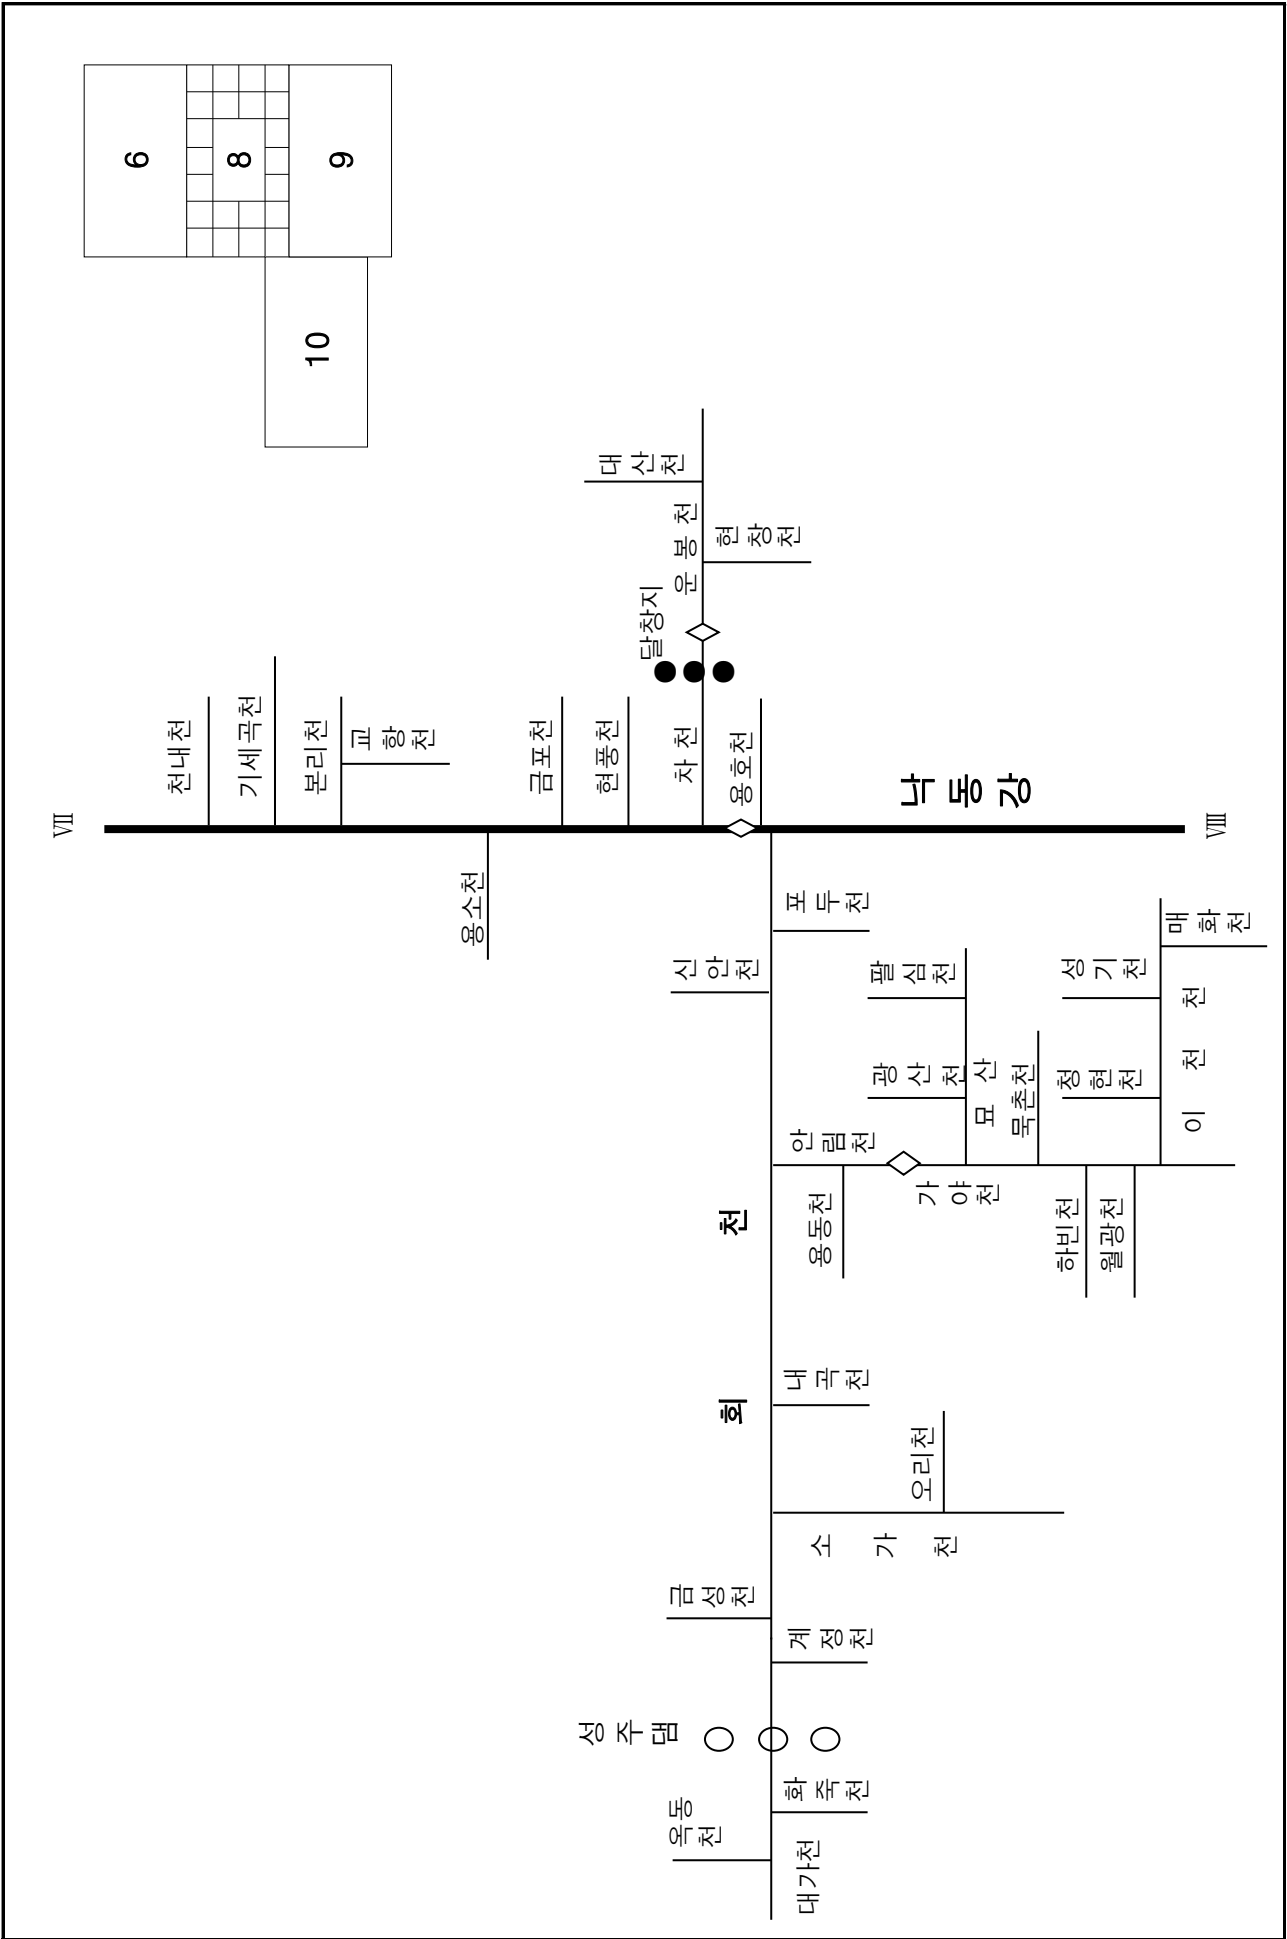 6
8
9
10
Ⅶ
천내천
기세곡천
본리천
교항천
금포천
현풍천
차천
용호천
달창지
운봉천
대산천
현창천
낙동강
Ⅷ
용소천
신안천
포두천
회천
안림천
용동천
가야천
팔심천
광산천
묘산
묵촌천
하빈천
월광천
성기천
청현천
매화천
이천천
내곡천
소가천
오리천
금성천
계정천
성주댐
화죽천
옥동천
대가천